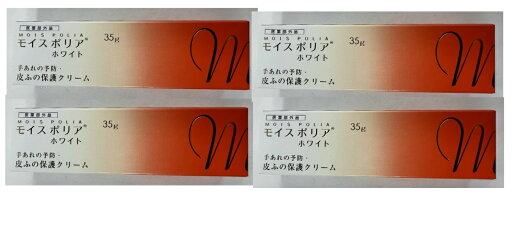 医薬部外品
MOIS POLIA
モイスポリア®
ホワイト
35g
手あれの予防・
皮ふの保護クリーム
医薬部外品
MOIS POLIA
モイスポリア®
ホワイト
35g
手あれの予防・
皮ふの保護クリーム
医薬部外品
MOIS POLIA
モイスポリア®
ホワイト
35g
手あれの予防・
皮ふの保護クリーム
医薬部外品
MOIS POLIA
モイスポリア®
ホワイト
35g
手あれの予防・
皮ふの保護クリーム